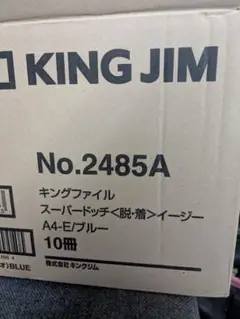 KING JIM
No.2485A
キングファイル
スーパードッチ<脱・着>イージー
A4-E/ブルー
10冊
株式会社キングジム
BLUE